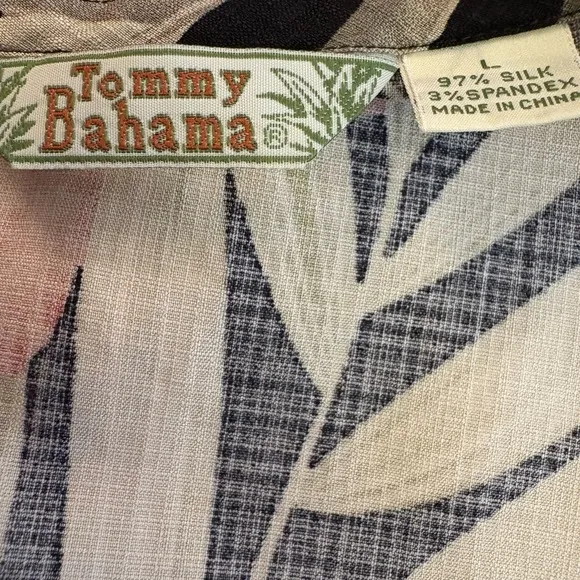 Tommy
Bahama®
L
97% SILK
3% SPANDEX
MADE IN CHINA